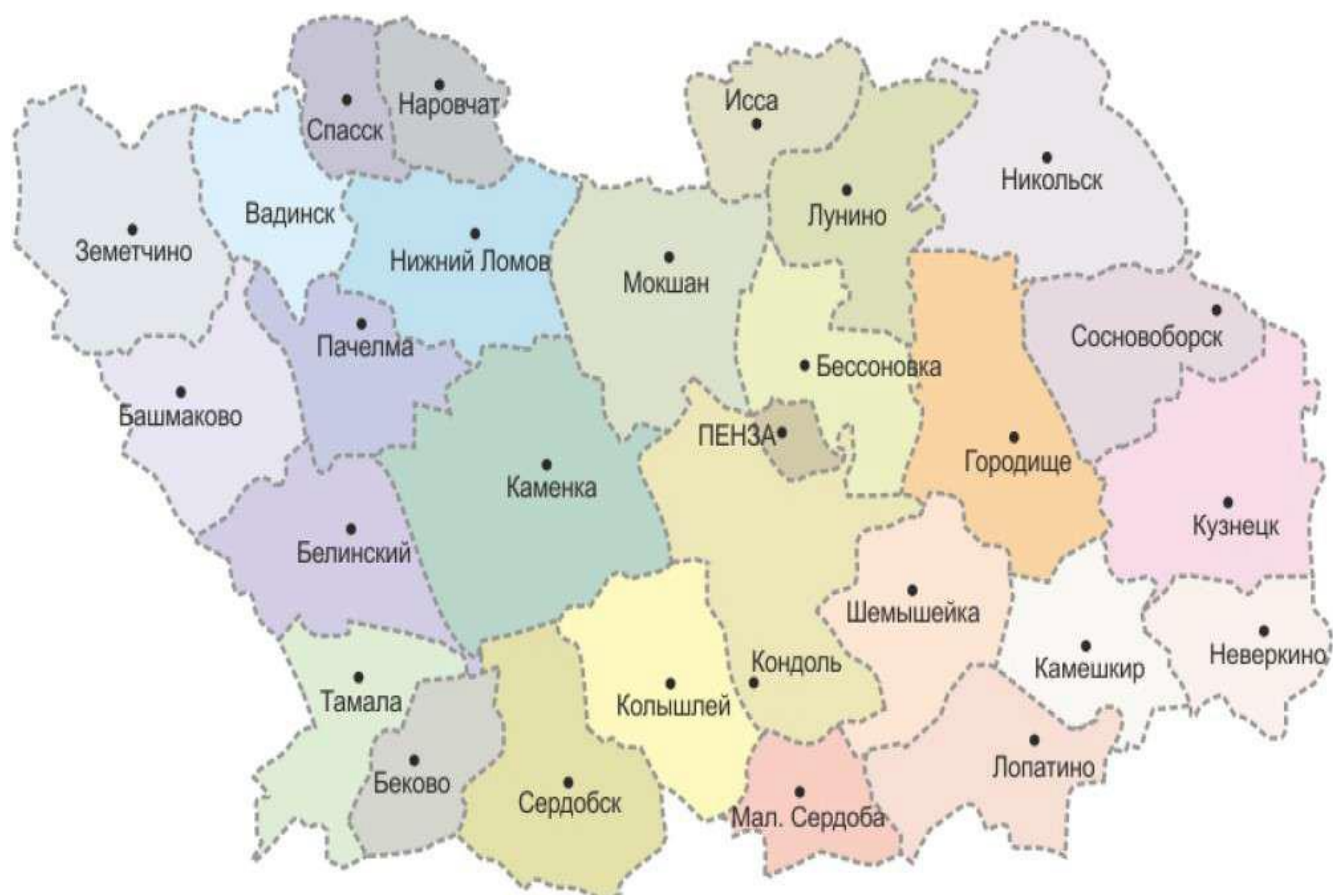 Наровчат
Исса
Спасск
Никольск
Вадинск
Лунино
Земетчино
Нижний Ломов
Мокшан
Сосновоборск
Пачелма
Бессоновка
Башмаково
ПЕНЗА
Городище
Каменка
Кузнецк
Белинский
Шемышейка
Неверкино
Кондоль
Камешкир
Тамала
Колышлей
Лопатино
Беково
Сердобск
Мал. Сердоба